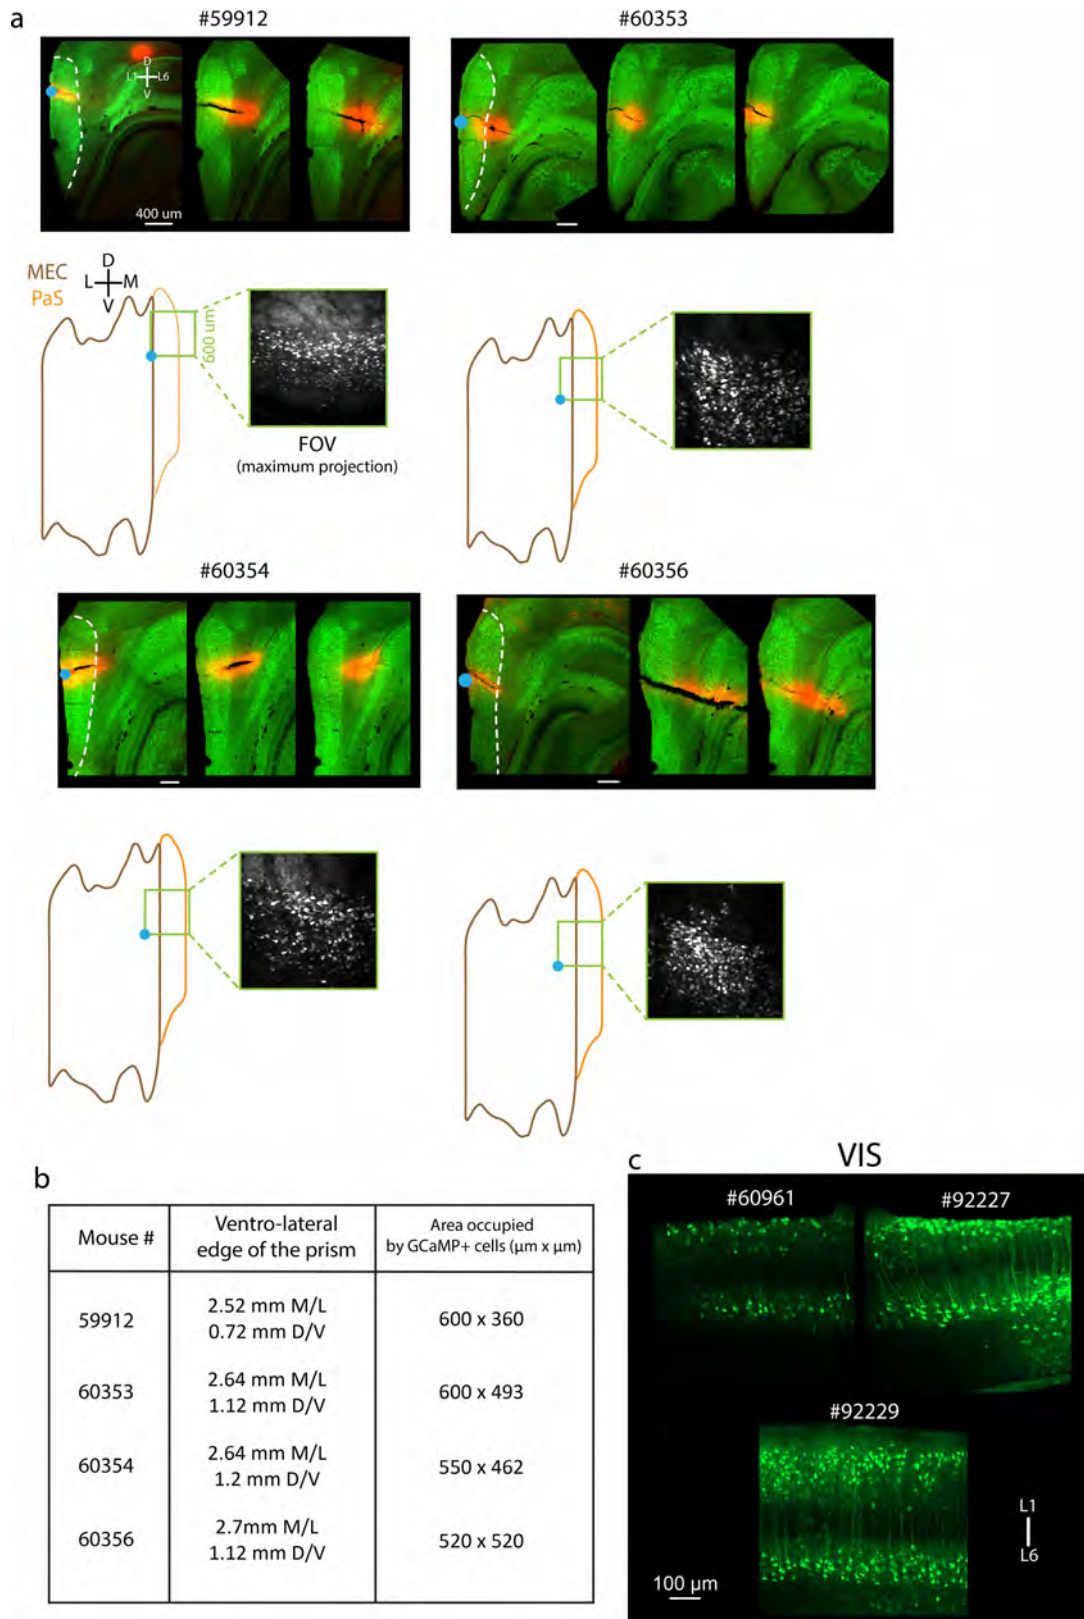 a
#59912
#60353
D
L1 L6
V
400 um
MEC
PaS
D
L M
V
600 um
FOV
(maximum projection)
#60354
#60356
b
Mouse #
Ventro-lateral
edge of the prism
Area occupied
by GCaMP+ cells (µm x µm)
59912
2.52 mm M/L
0.72 mm D/V
600 x 360
60353
2.64 mm M/L
1.12 mm D/V
600 x 493
60354
2.64 mm M/L
1.2 mm D/V
550 x 462
60356
2.7mm M/L
1.12 mm D/V
520 x 520
c
VIS
#60961
#92227
#92229
L1
L6
100 µm